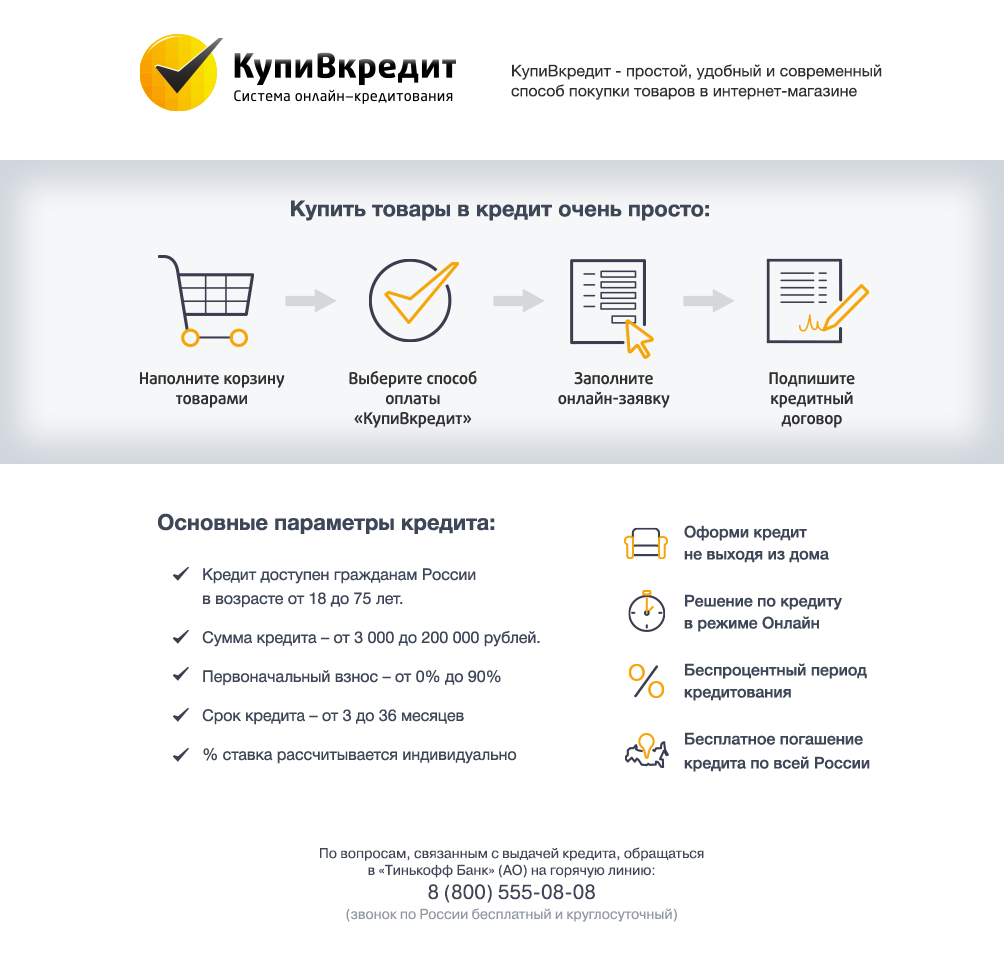 КупиВкредит
Система онлайн–кредитования
КупиВкредит - простой, удобный и современный
способ покупки товаров в интернет-магазине
Купить товары в кредит очень просто:
Наполните корзину
товарами
Выберите способ
оплаты
«КупиВкредит»
Заполните
онлайн-заявку
Подпишите
кредитный
договор
Основные параметры кредита:
Кредит доступен гражданам России
в возрасте от 18 до 75 лет.
Сумма кредита – от 3 000 до 200 000 рублей.
Первоначальный взнос – от 0% до 90%
Срок кредита – от 3 до 36 месяцев
% ставка рассчитывается индивидуально
Оформи кредит
не выходя из дома
Решение по кредиту
в режиме Онлайн
%
Беспроцентный период
кредитования
Бесплатное погашение
кредита по всей России
По вопросам, связанным с выдачей кредита, обращаться
в «Тинькофф Банк» (АО) на горячую линию:
8 (800) 555-08-08
(звонок по России бесплатный и круглосуточный)